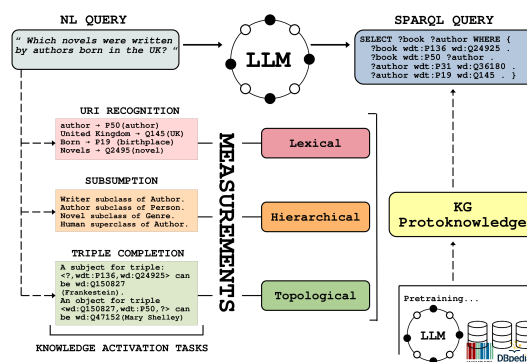 NL QUERY
SPARQL QUERY
“ Which novels were written
by authors born in the UK? “
LLM
SELECT ?book ?author WHERE {
?book wdt:P136 wd:Q24925 .
?book wdt:P50 ?author .
?author wdt:P31 wd:Q36180 .
?author wdt:P19 wd:Q145 . }
URI RECOGNITION
author → P50(author)
United Kingdom → Q145(UK)
Born → P19 (birthplace)
Novels → Q2495(novel)
SUBSUMPTION
Writer subclass of Author.
Author subclass of Person.
Novel subclass of Genre.
Human superclass of Author.
TRIPLE COMPLETION
A subject for triple:
<?,wdt:P136,wd:Q24925> can
be wd:Q150827
(Frankestein).
An object for triple
<wd:Q150827,wdt:P50,?> can
be wd:Q47152(Mary Shelley)
KNOWLEDGE ACTIVATION TASKS
MEASUREMENTS
Lexical
Hierarchical
Topological
KG
Protoknowledge
Pretraining...
LLM
DBped